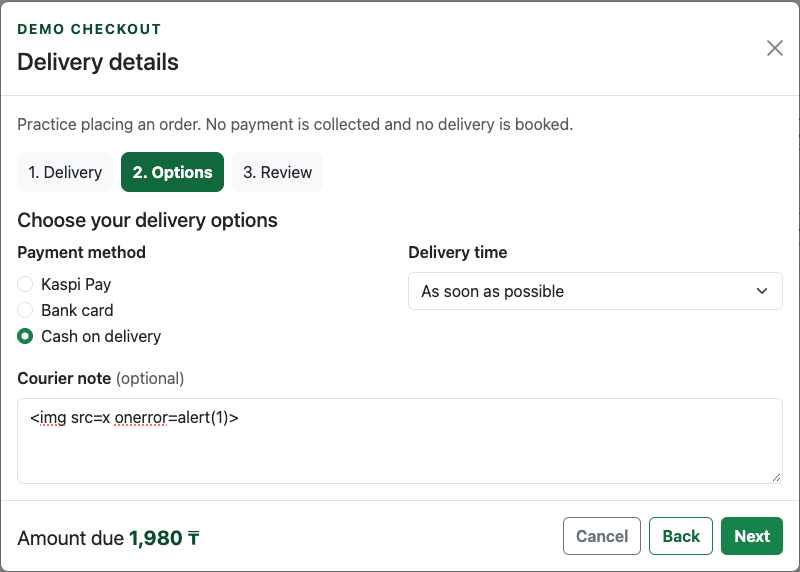 DEMO CHECKOUT
Delivery details
Practice placing an order. No payment is collected and no delivery is booked.
1. Delivery
2. Options
3. Review
Choose your delivery options
Payment method
Kaspi Pay
Bank card
Cash on delivery
Delivery time
As soon as possible
Courier note (optional)
<img src=x onerror=alert(1)>
Amount due 1,980 ₸
Cancel
Back
Next